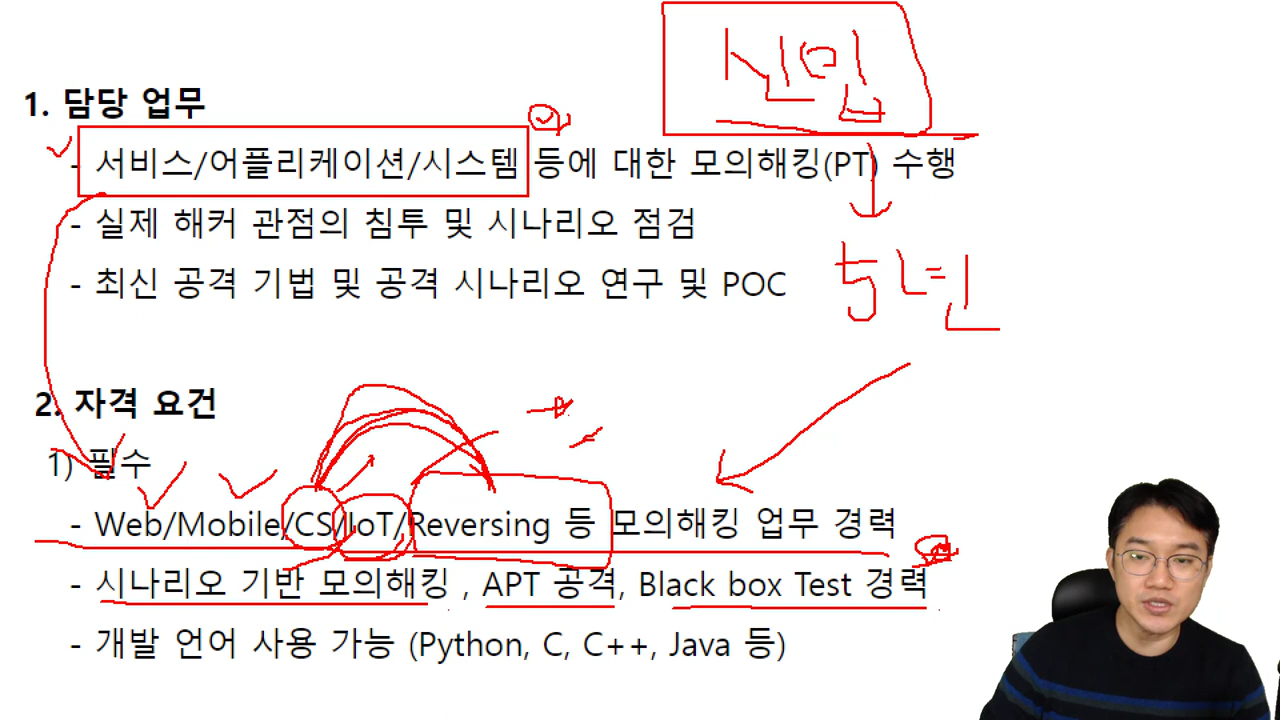 신입
1. 담당 업무
- 서비스/어플리케이션/시스템 등에 대한 모의해킹(PT) 수행
- 실제 해커 관점의 침투 및 시나리오 점검
- 최신 공격 기법 및 공격 시나리오 연구 및 POC
5년
2. 자격 요건
1) 필수
- Web/Mobile/CS/IoT/Reversing 등 모의해킹 업무 경력
- 시나리오 기반 모의해킹 , APT 공격, Black box Test 경력
- 개발 언어 사용 가능 (Python, C, C++, Java 등)